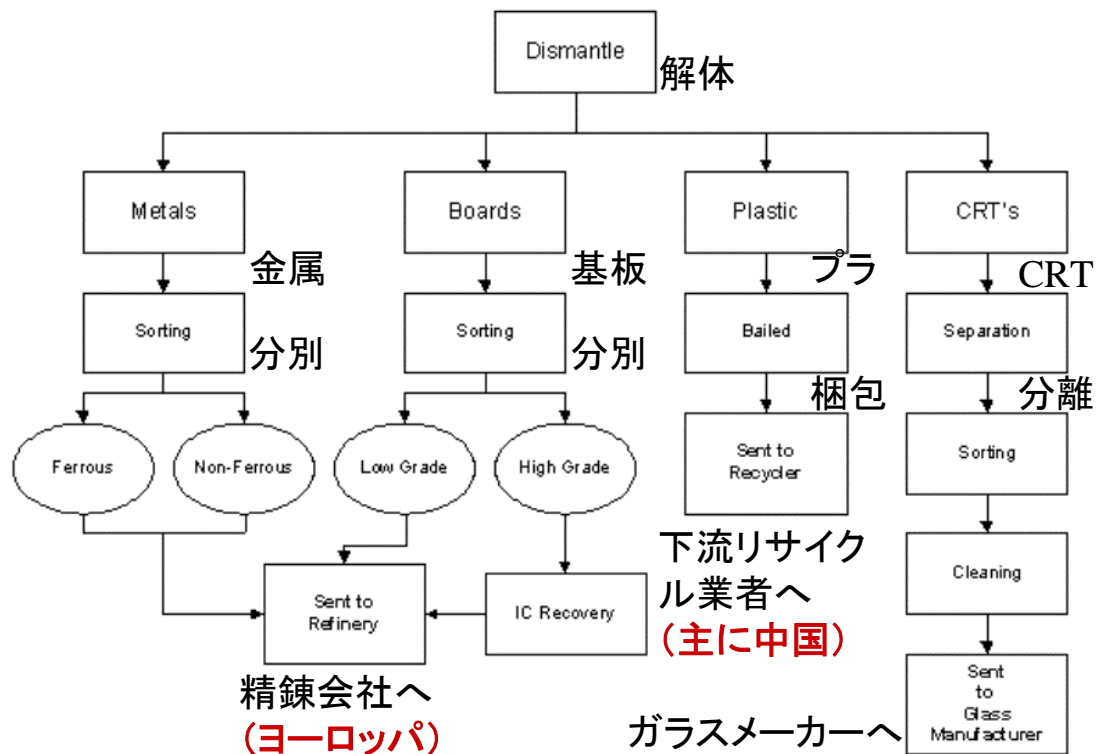 Dismantle
解体
Metals
Boards
Plastic
CRT's
金属
基板
プラ
CRT
Sorting
Sorting
Bailed
Separation
分別
分別
梱包
分離
Ferrous
Non-Ferrous
Low Grade
High Grade
Sent to
Recycler
Sorting
下流リサイク
ル業者へ
(主に中国)
Cleaning
Sent to
Refinery
IC Recovery
精錬会社へ
(ヨーロッパ)
ガラスメーカーへ
Sent
to
Glass
Manufacturer